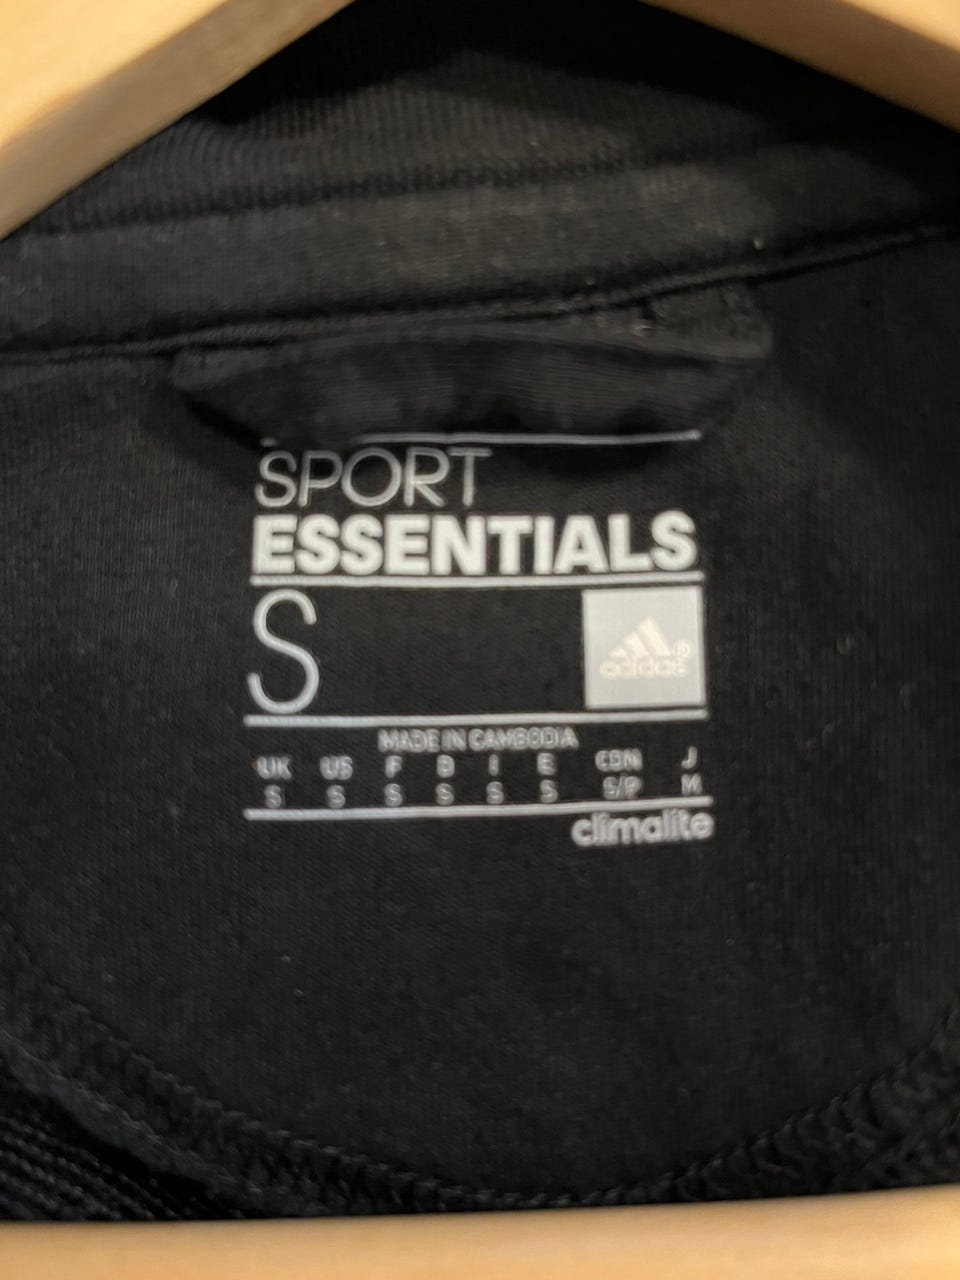 SPORT
ESSENTIALS
S
adidas®
MADE IN CAMBODIA
UK US F D I E CDN J
S S S S S S S/P M
climalite